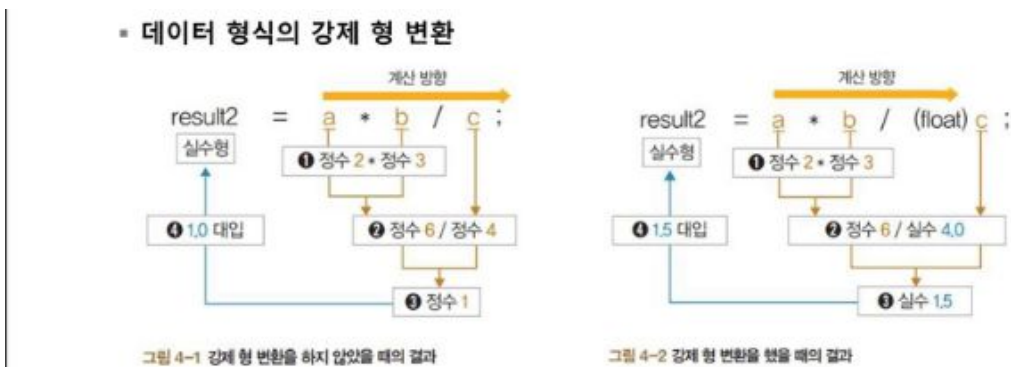 ▪ 데이터 형식의 강제 형 변환
계산 방향
result2 = a * b / c ;
실수형
❶ 정수 2 * 정수 3
❹ 1.0 대입
❷ 정수 6 / 정수 4
❸ 정수 1
그림 4-1 강제 형 변환을 하지 않았을 때의 결과
계산 방향
result2 = a * b / (float) c ;
실수형
❶ 정수 2 * 정수 3
❹ 1.5 대입
❷ 정수 6 / 실수 4.0
❸ 실수 1.5
그림 4-2 강제 형 변환을 했을 때의 결과